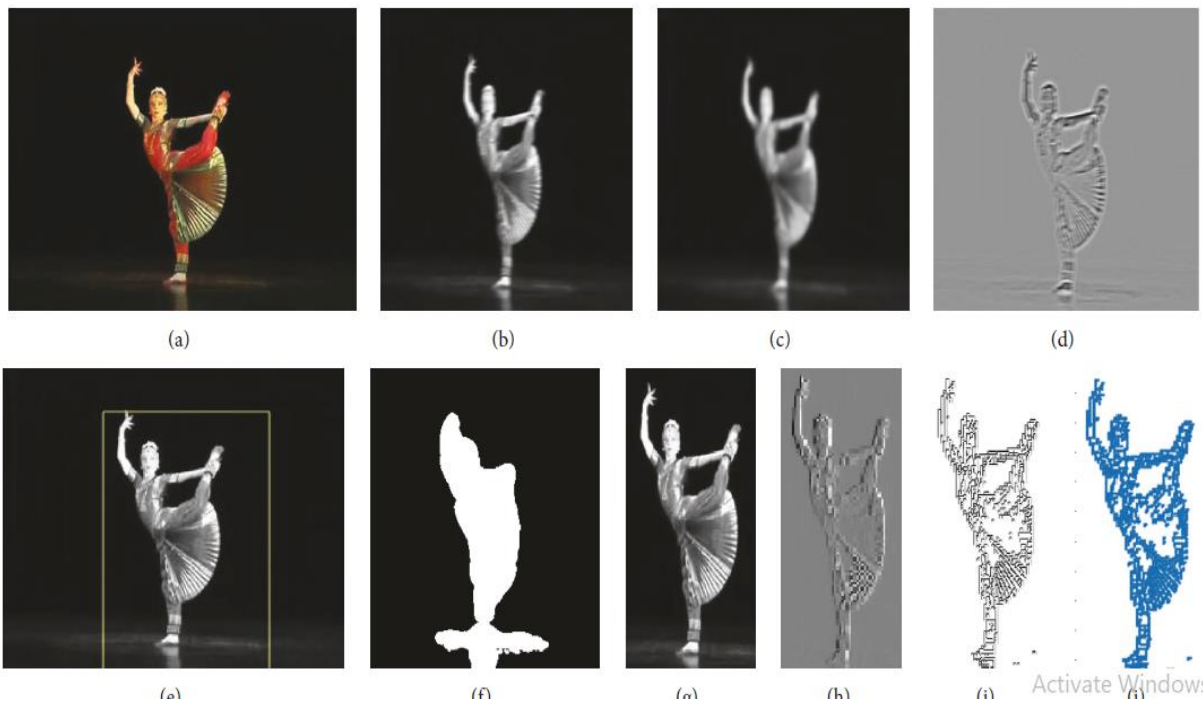 (a)
(b)
(c)
(d)
(e)
(f)
(g)
(h)
(i)
(j)
Activate Windows